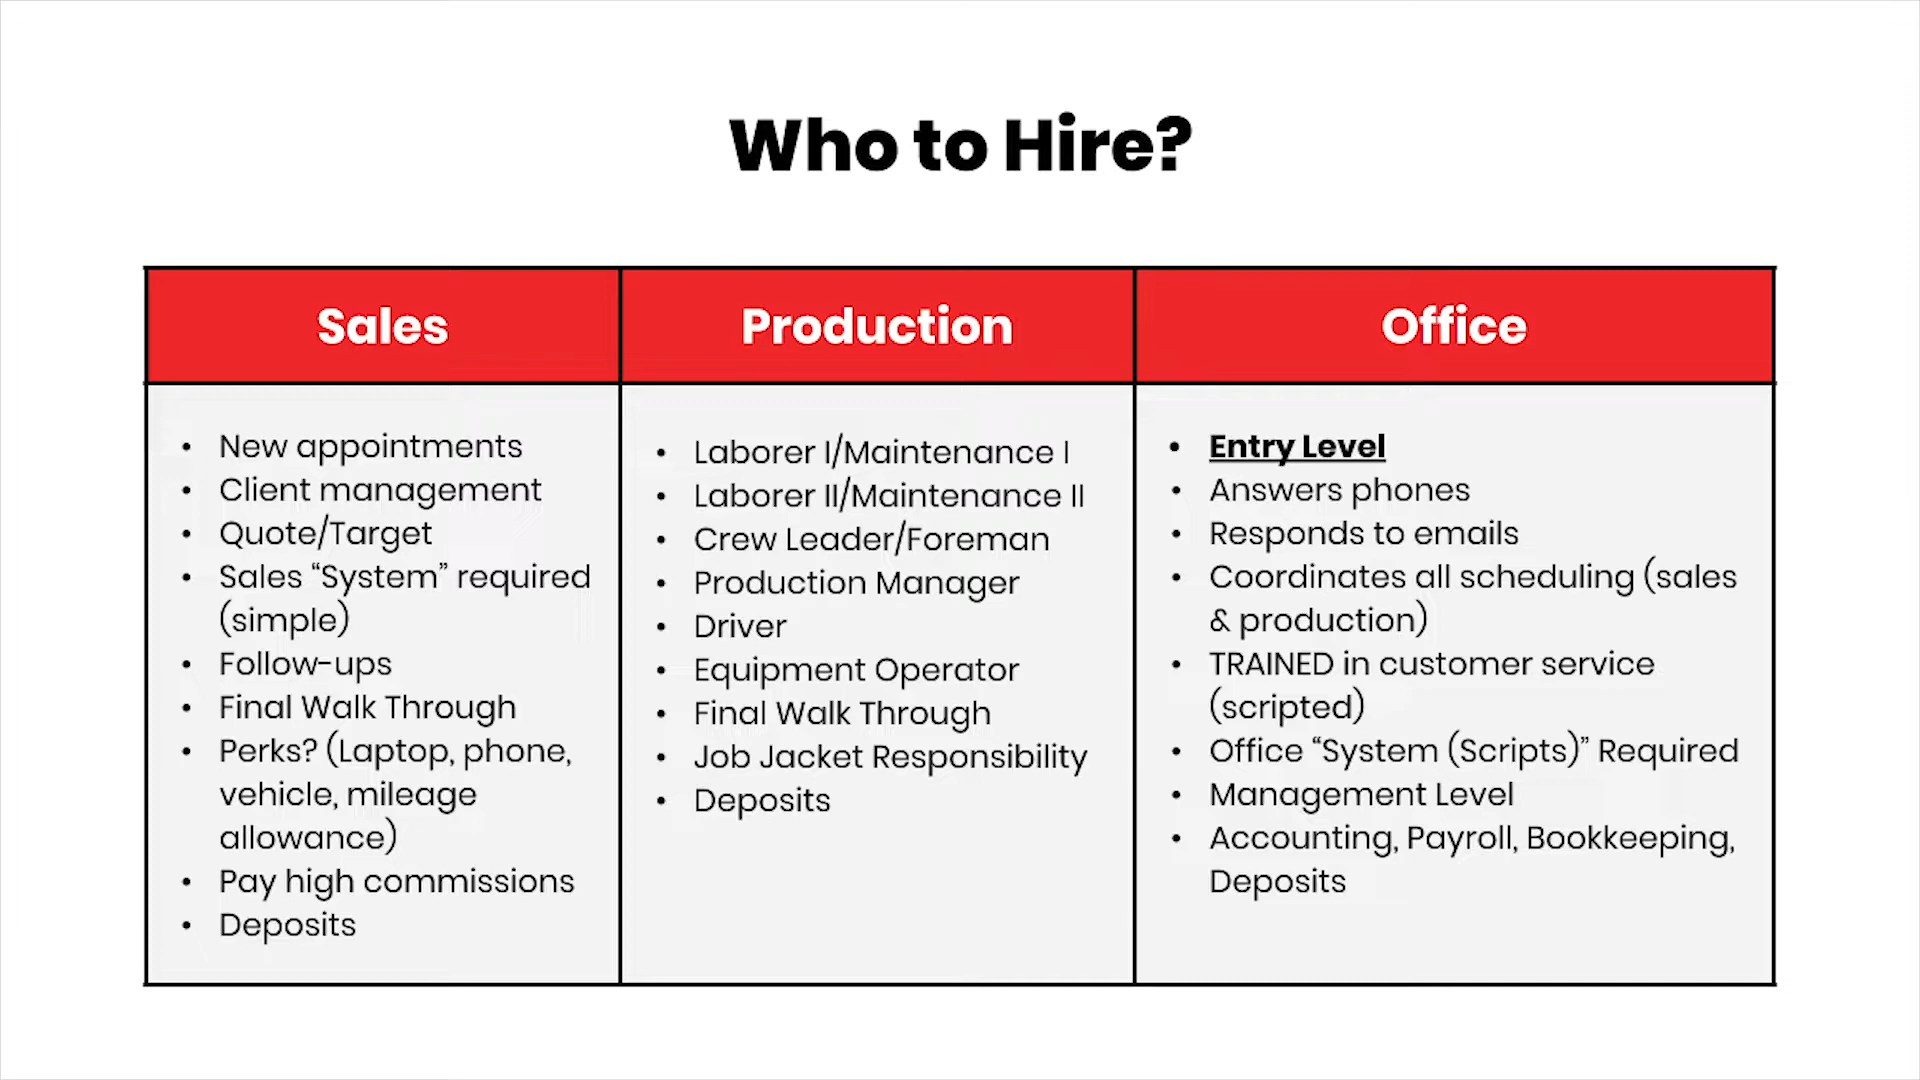 Who to Hire?
Sales
New appointments
Client management
Quote/Target
Sales “System” required
(simple)
Follow-ups
Final Walk Through
Perks? (Laptop, phone,
vehicle, mileage
allowance)
Pay high commissions
Deposits
Production
Laborer I/Maintenance I
Laborer II/Maintenance II
Crew Leader/Foreman
Production Manager
Driver
Equipment Operator
Final Walk Through
Job Jacket Responsibility
Deposits
Office
Entry Level
Answers phones
Responds to emails
Coordinates all scheduling (sales
& production)
TRAINED in customer service
(scripted)
Office “System (Scripts)” Required
Management Level
Accounting, Payroll, Bookkeeping,
Deposits